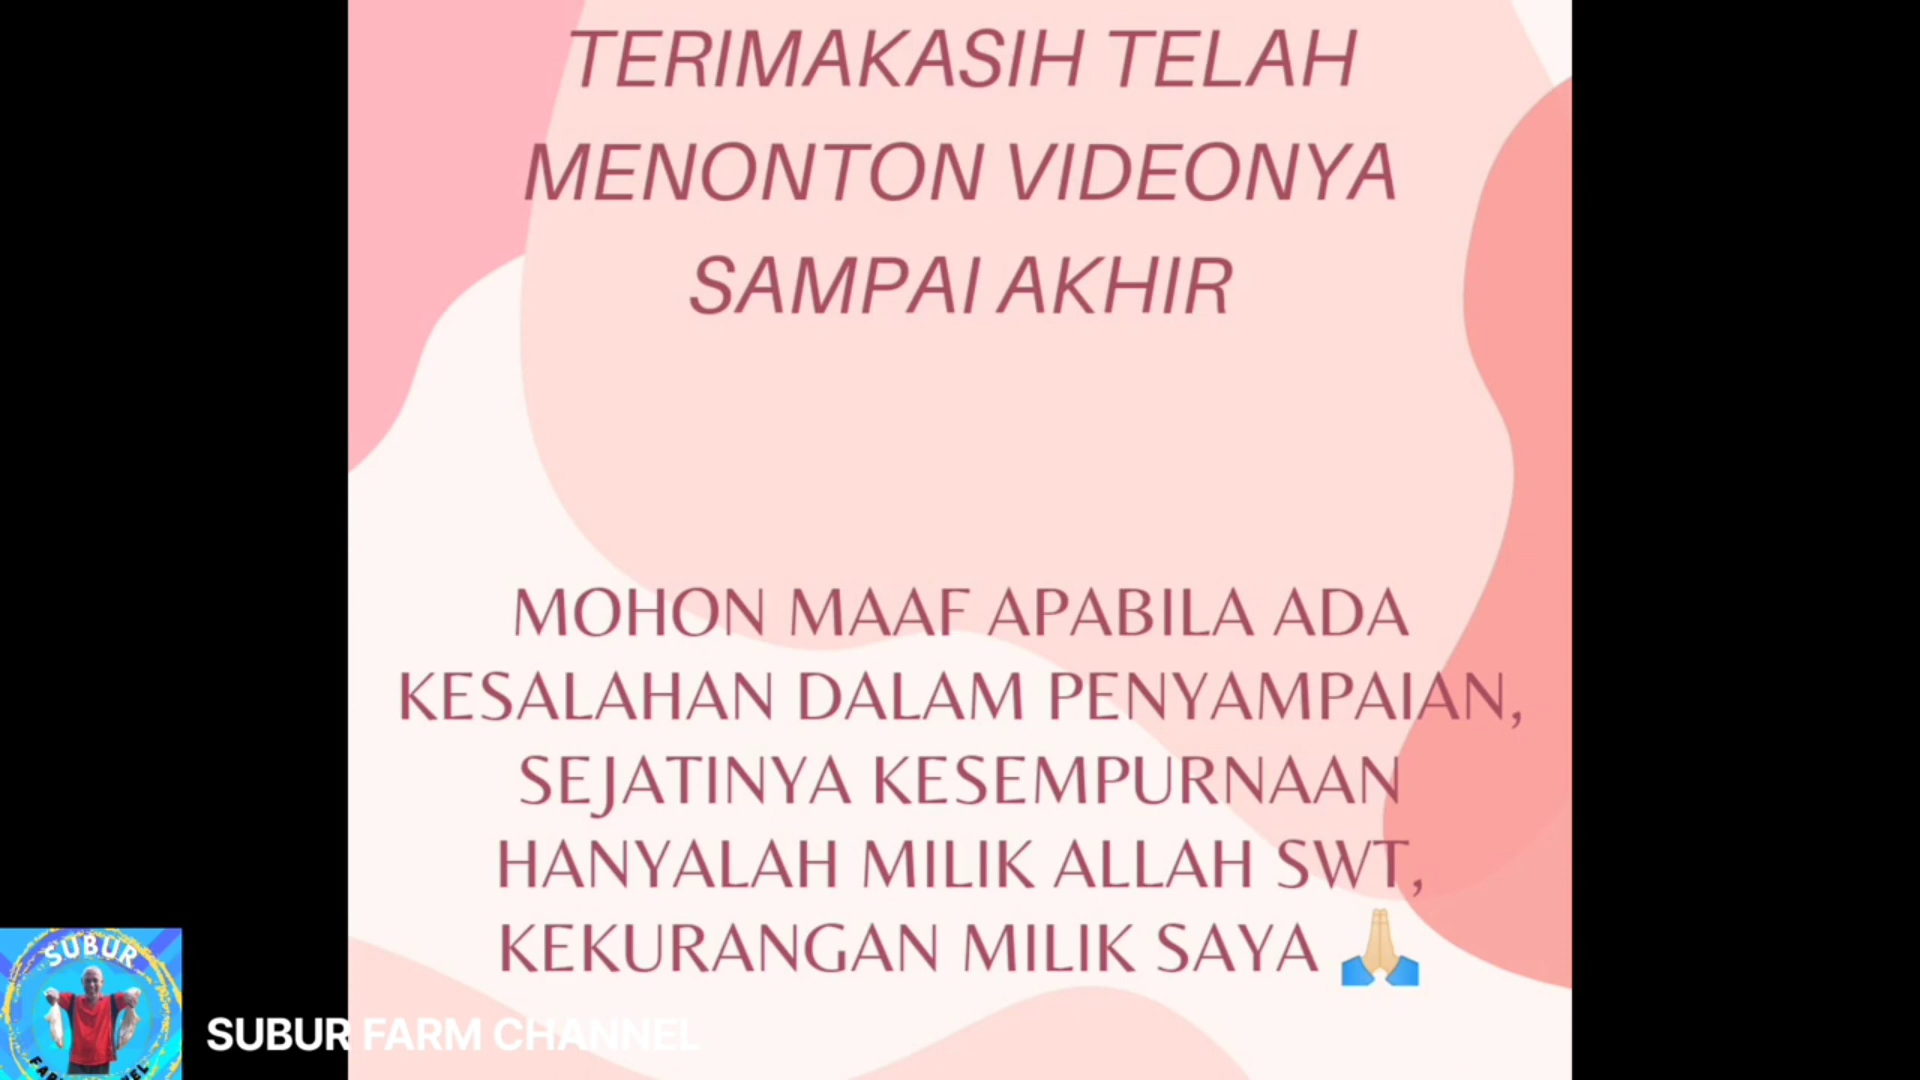 TERIMAKASIH TELAH
MENONTON VIDEONYA
SAMPAI AKHIR
MOHON MAAF APABILA ADA
KESALAHAN DALAM PENYAMPAIAN,
SEJATINYA KESEMPURNAAN
HANYALAH MILIK ALLAH SWT,
KEKURANGAN MILIK SAYA 🙏🏼
SUBUR
SUBUR FARM CHANNEL